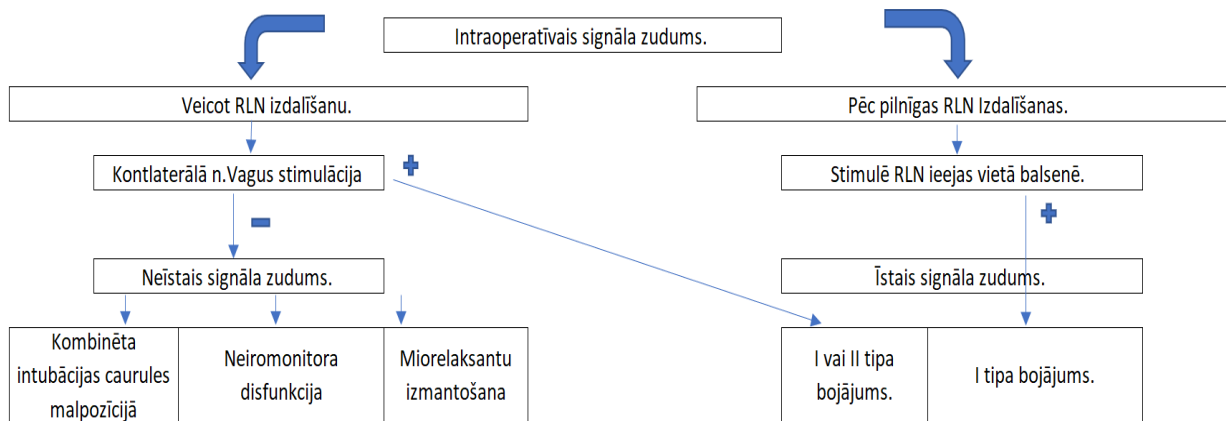 Intraoperatīvais signāla zudums.
Veicot RLN izdalīšanu.
Pēc pilnīgas RLN Izdalīšanas.
Kontlaterālā n.Vagus stimulācija
Stimulē RLN ieejas vietā balsenē.
Neīstais signāla zudums.
Īstais signāla zudums.
Kombinēta
intubācijas caurules
malpozīcijā
Neiromonitora
disfunkcija
Miorelaksantu
izmantošana
I vai II tipa
bojājums.
I tipa bojājums.